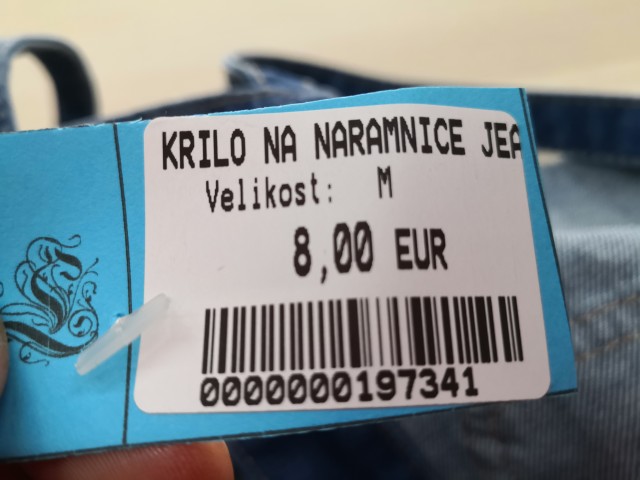 KRILO NA NARAMNICE JEA
Velikost: M
8,00 EUR
0000000197341